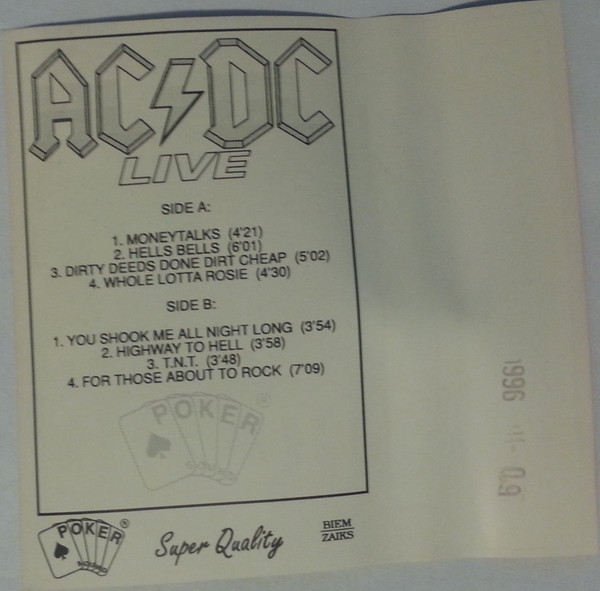 AC/DC
LIVE
SIDE A:
1. MONEYTALKS (4'21)
2. HELLS BELLS (6'01)
3. DIRTY DEEDS DONE DIRT CHEAP (5'02)
4. WHOLE LOTTA ROSIE (4'30)
SIDE B:
1. YOU SHOOK ME ALL NIGHT LONG (3'54)
2. HIGHWAY TO HELL (3'58)
3. T.N.T. (3'48)
4. FOR THOSE ABOUT TO ROCK (7'09)
POKER®
SOUND
POKER®
SOUND
Super Quality
BIEM
ZAIKS
1996